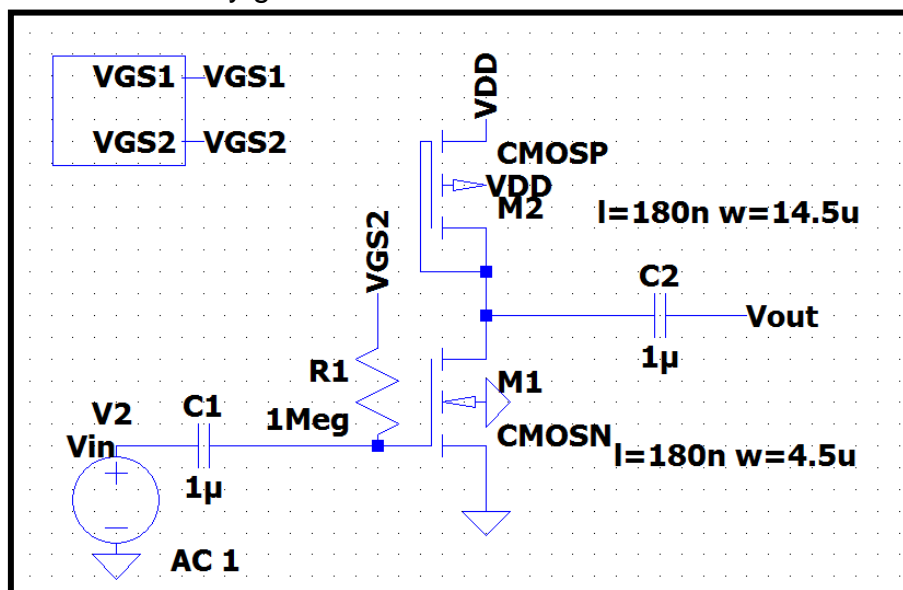 VGS1 VGS1
VGS2 VGS2
VDD
CMOSP
VDD
M2
l=180n w=14.5u
VGS2
C2
Vout
1µ
R1
1Meg
M1
CMOSN
l=180n w=4.5u
V2
Vin
C1
1µ
AC 1